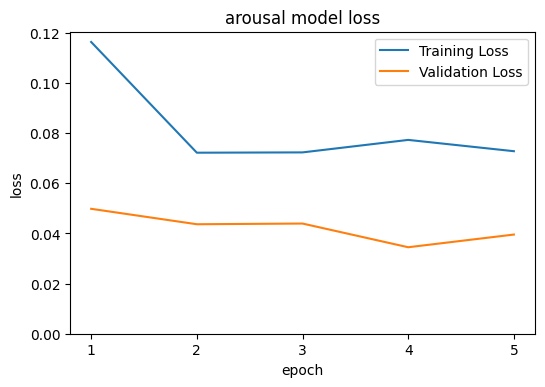 arousal model loss
0.12
0.10
0.08
0.06
0.04
0.02
0.00
loss
Training Loss
Validation Loss
1
2
3
4
5
epoch